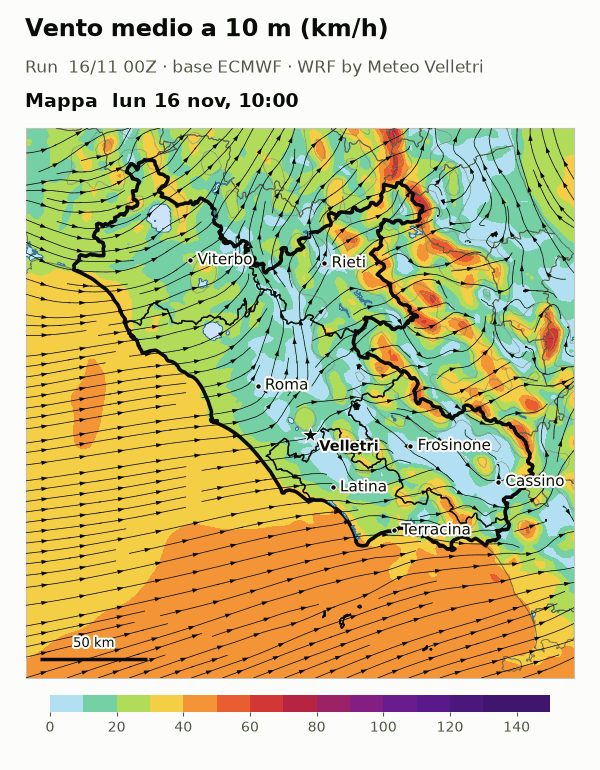 Vento medio a 10 m (km/h)
Run  16/11 00Z · base ECMWF · WRF by Meteo Velletri
Mappa  lun 16 nov, 10:00
Viterbo
Rieti
Roma
Velletri
Frosinone
Cassino
Latina
Terracina
50 km
0 20 40 60 80 100 120 140